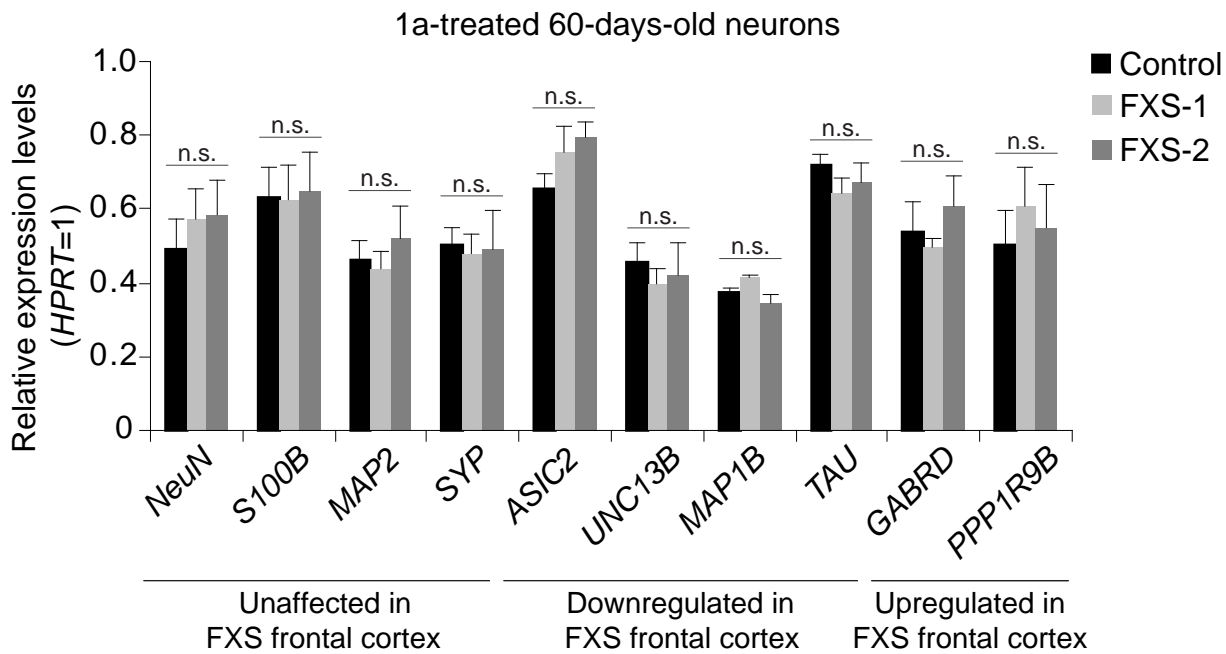 1a-treated 60-days-old neurons
Control
FXS-1
FXS-2
Relative expression levels
(HPRT=1)
1.0
0.8
0.6
0.4
0.2
0
n.s.
n.s.
n.s.
n.s.
n.s.
n.s.
n.s.
n.s.
n.s.
n.s.
NeuN
S100B
MAP2
SYP
ASIC2
UNC13B
MAP1B
TAU
GABRD
PPP1R9B
Unaffected in
FXS frontal cortex
Downregulated in
FXS frontal cortex
Upregulated in
FXS frontal cortex